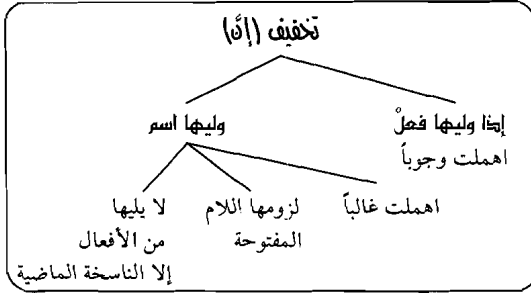 تخفيف (إنَّ)
إذا وليها فعلْ
اهملت وجوباً
وليها اسم
اهملت غالباً
لزومها اللام
المفتوحة
لا يليها
من الأفعال
إلا الناسخة الماضية